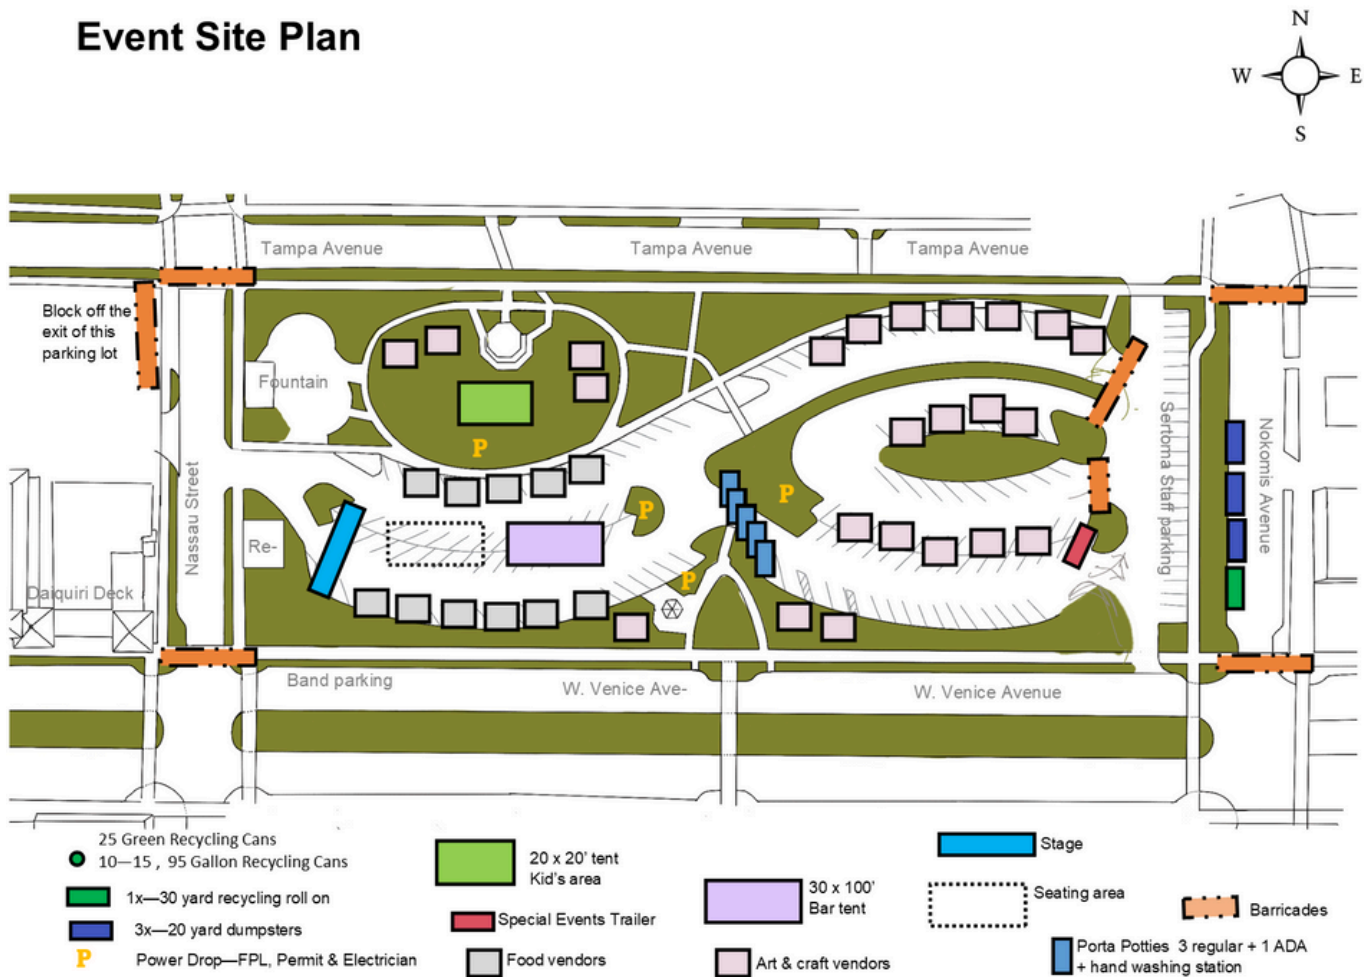 Event Site Plan
N
W
E
S
Tampa Avenue
Tampa Avenue
Tampa Avenue
Block off the
exit of this
parking lot
Fountain
P
P
P
P
Nassau Street
Re-
Daiquiri Deck
Sertoma Staff parking
Nokomis Avenue
Band parking
W. Venice Ave-
W. Venice Avenue
25 Green Recycling Cans
10—15 , 95 Gallon Recycling Cans
1x—30 yard recycling roll on
3x—20 yard dumpsters
P
Power Drop—FPL, Permit & Electrician
20 x 20' tent
Kid's area
Special Events Trailer
Food vendors
30 x 100'
Bar tent
Art & craft vendors
Stage
Seating area
Porta Potties 3 regular + 1 ADA
+ hand washing station
Barricades